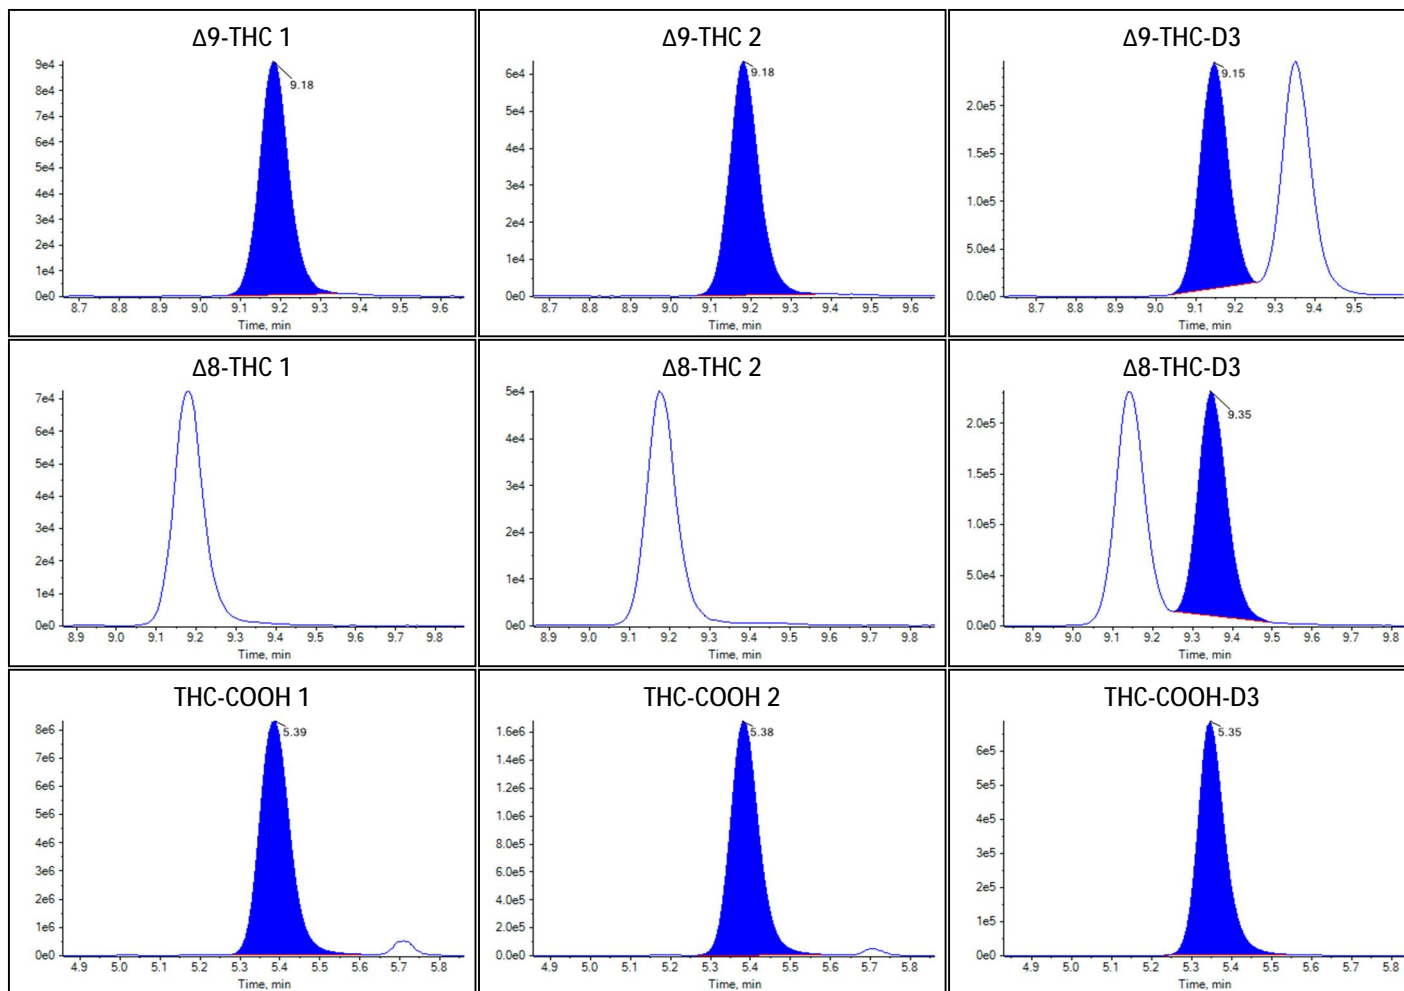 Δ9-THC 1
9e4
8e4
7e4
6e4
5e4
4e4
3e4
2e4
1e4
0e0
9.18
8.7 8.8 8.9 9.0 9.1 9.2 9.3 9.4 9.5 9.6
Time, min
Δ9-THC 2
6e4
5e4
4e4
3e4
2e4
1e4
0e0
9.18
8.7 8.8 8.9 9.0 9.1 9.2 9.3 9.4 9.5 9.6
Time, min
Δ9-THC-D3
2.0e5
1.5e5
1.0e5
5.0e4
0.0e0
9.15
8.7 8.8 8.9 9.0 9.1 9.2 9.3 9.4 9.5
Time, min
Δ8-THC 1
7e4
6e4
5e4
4e4
3e4
2e4
1e4
0e0
8.9 9.0 9.1 9.2 9.3 9.4 9.5 9.6 9.7 9.8
Time, min
Δ8-THC 2
5e4
4e4
3e4
2e4
1e4
0e0
8.9 9.0 9.1 9.2 9.3 9.4 9.5 9.6 9.7 9.8
Time, min
Δ8-THC-D3
2.0e5
1.5e5
1.0e5
5.0e4
0.0e0
9.35
8.9 9.0 9.1 9.2 9.3 9.4 9.5 9.6 9.7 9.8
Time, min
THC-COOH 1
8e6
7e6
6e6
5e6
4e6
3e6
2e6
1e6
0e0
5.39
4.9 5.0 5.1 5.2 5.3 5.4 5.5 5.6 5.7 5.8
Time, min
THC-COOH 2
1.6e6
1.4e6
1.2e6
1.0e6
8.0e5
6.0e5
4.0e5
2.0e5
0.0e0
5.38
4.9 5.0 5.1 5.2 5.3 5.4 5.5 5.6 5.7 5.8
Time, min
THC-COOH-D3
6e5
5e5
4e5
3e5
2e5
1e5
0e0
5.35
4.9 5.0 5.1 5.2 5.3 5.4 5.5 5.6 5.7 5.8
Time, min